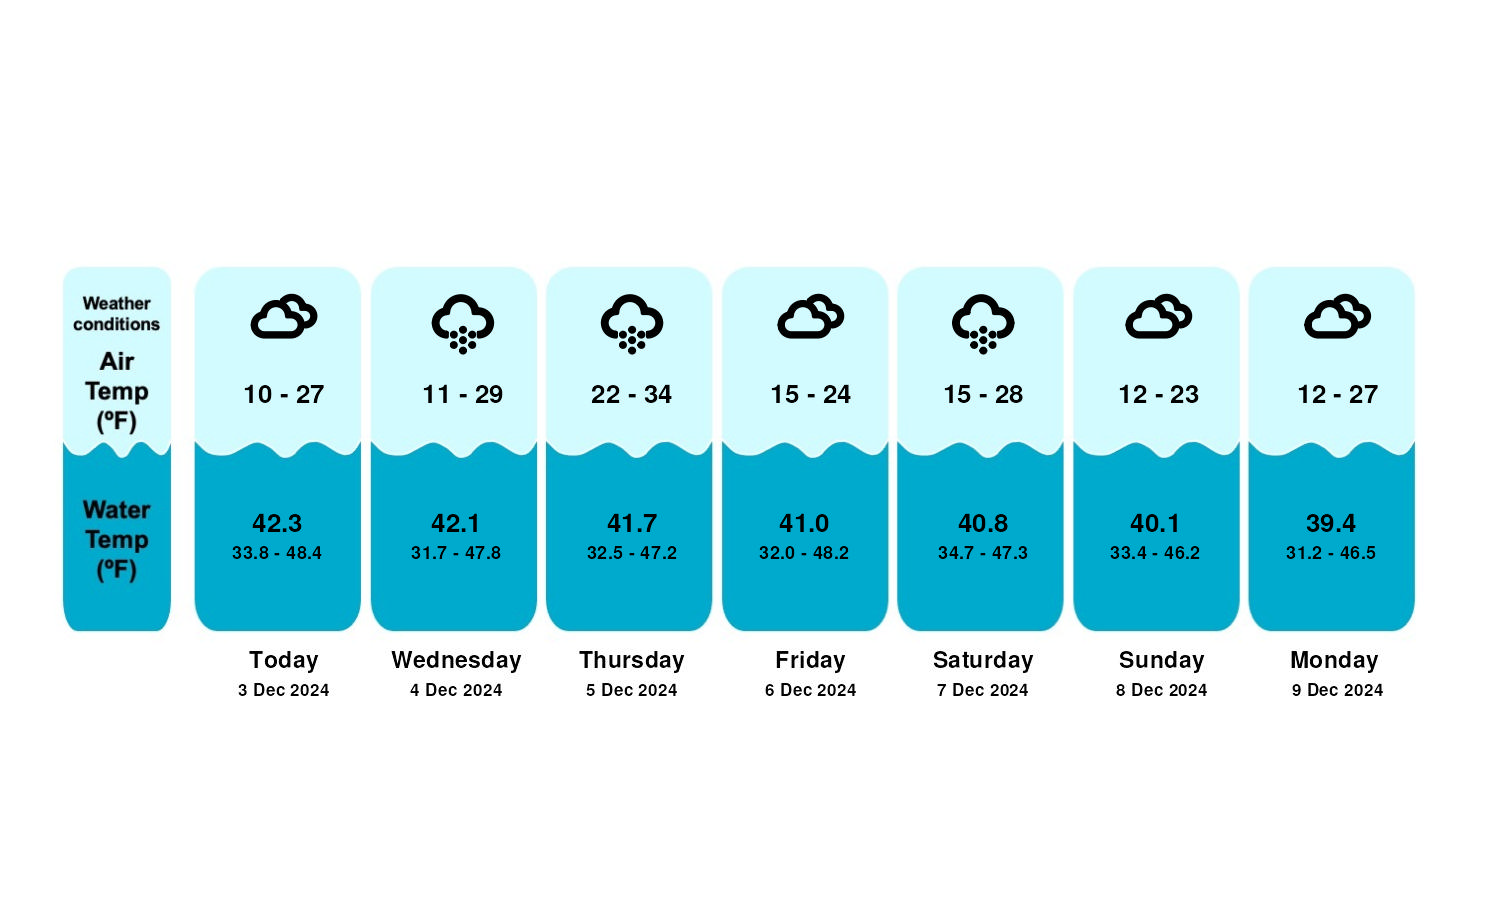 Weather
conditions
Air
Temp
(ºF)
Water
Temp
(ºF)
10 - 27
42.3
33.8 - 48.4
Today
3 Dec 2024
11 - 29
42.1
31.7 - 47.8
Wednesday
4 Dec 2024
22 - 34
41.7
32.5 - 47.2
Thursday
5 Dec 2024
15 - 24
41.0
32.0 - 48.2
Friday
6 Dec 2024
15 - 28
40.8
34.7 - 47.3
Saturday
7 Dec 2024
12 - 23
40.1
33.4 - 46.2
Sunday
8 Dec 2024
12 - 27
39.4
31.2 - 46.5
Monday
9 Dec 2024